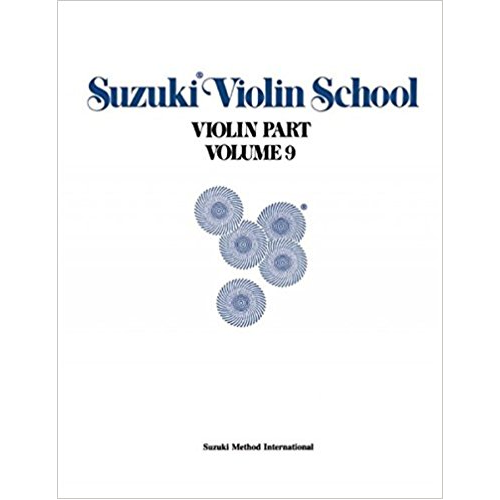 Suzuki® Violin School
VIOLIN PART
VOLUME 9
®
Suzuki Method International